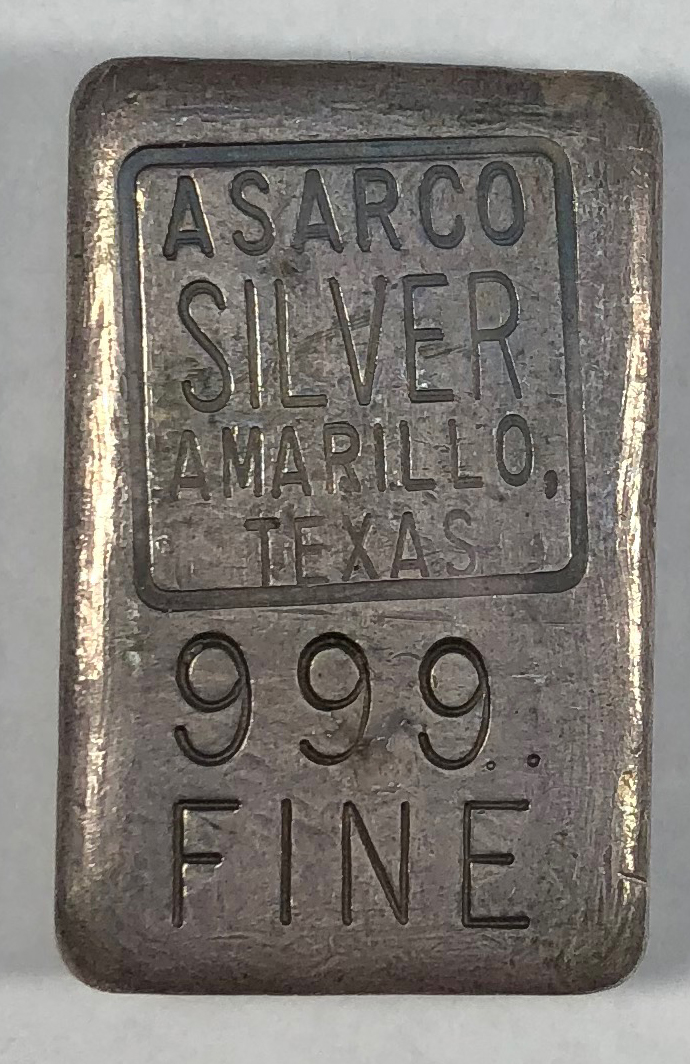 ASARCO
SILVER
AMARILLO,
TEXAS
999
FINE